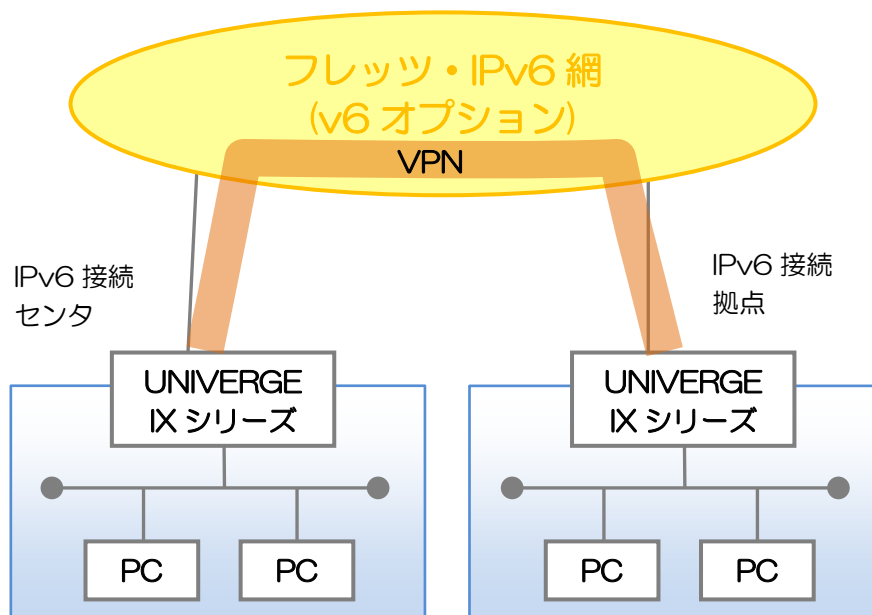 フレッツ・IPv6 網
(v6 オプション)
VPN
IPv6 接続
センタ
IPv6 接続
拠点
UNIVERGE
IX シリーズ
UNIVERGE
IX シリーズ
PC
PC
PC
PC